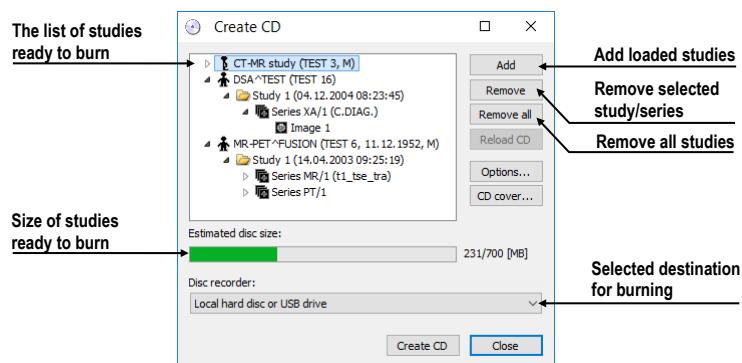 Create CD
The list of studies
ready to burn
CT-MR study (TEST 3, M)
DSA^TEST (TEST 16)
Study 1 (04.12.2004 08:23:45)
Series XA/1 (C.DIAG.)
Image 1
MR-PET^FUSION (TEST 6, 11.12.1952, M)
Study 1 (14.04.2003 09:25:19)
Series MR/1 (t1_tse_tra)
Series PT/1
Add
Remove
Remove all
Reload CD
Options...
CD cover...
Add loaded studies
Remove selected
study/series
Remove all studies
Size of studies
ready to burn
Estimated disc size:
231/700 [MB]
Disc recorder:
Local hard disc or USB drive
Selected destination
for burning
Create CD
Close